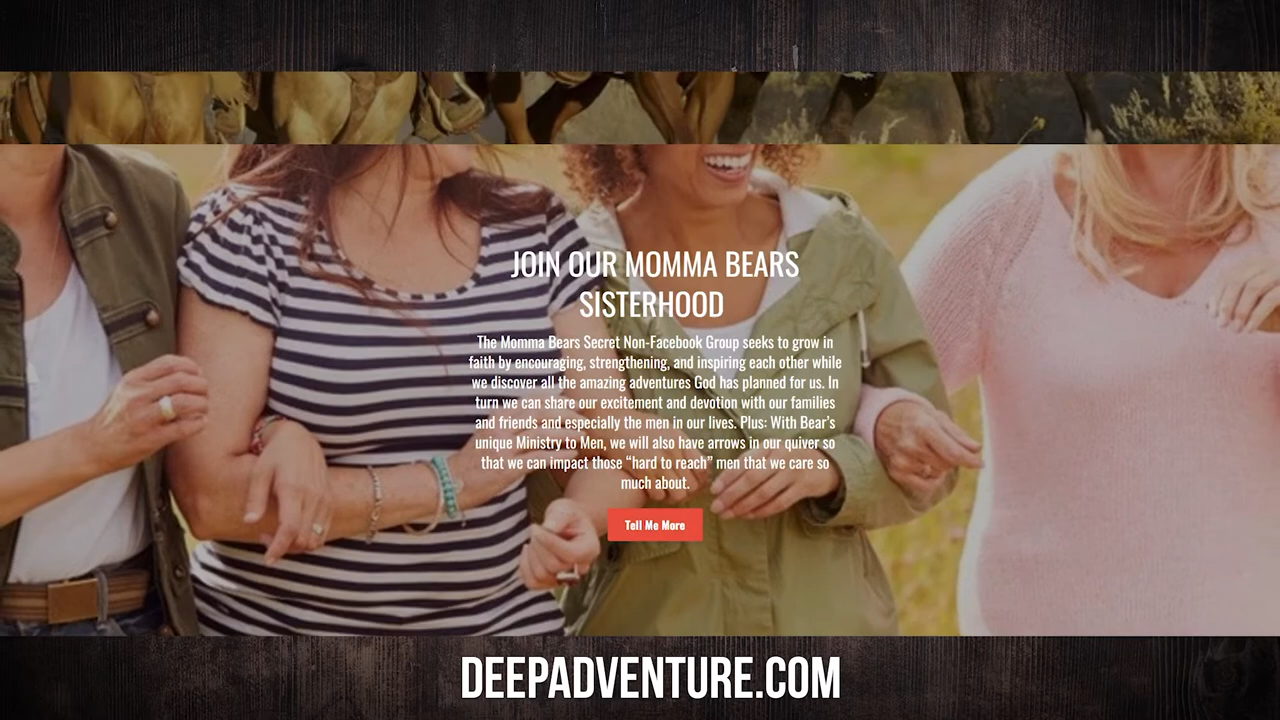 JOIN OUR MOMMA BEARS
SISTERHOOD
The Momma Bears Secret Non-Facebook Group seeks to grow in
faith by encouraging, strengthening, and inspiring each other while
we discover all the amazing adventures God has planned for us. In
turn we can share our excitement and devotion with our families
and friends and especially the men in our lives. Plus: With Bear’s
unique Ministry to Men, we will also have arrows in our quiver so
that we can impact those “hard to reach” men that we care so
much about.
Tell Me More
DEEPADVENTURE.COM